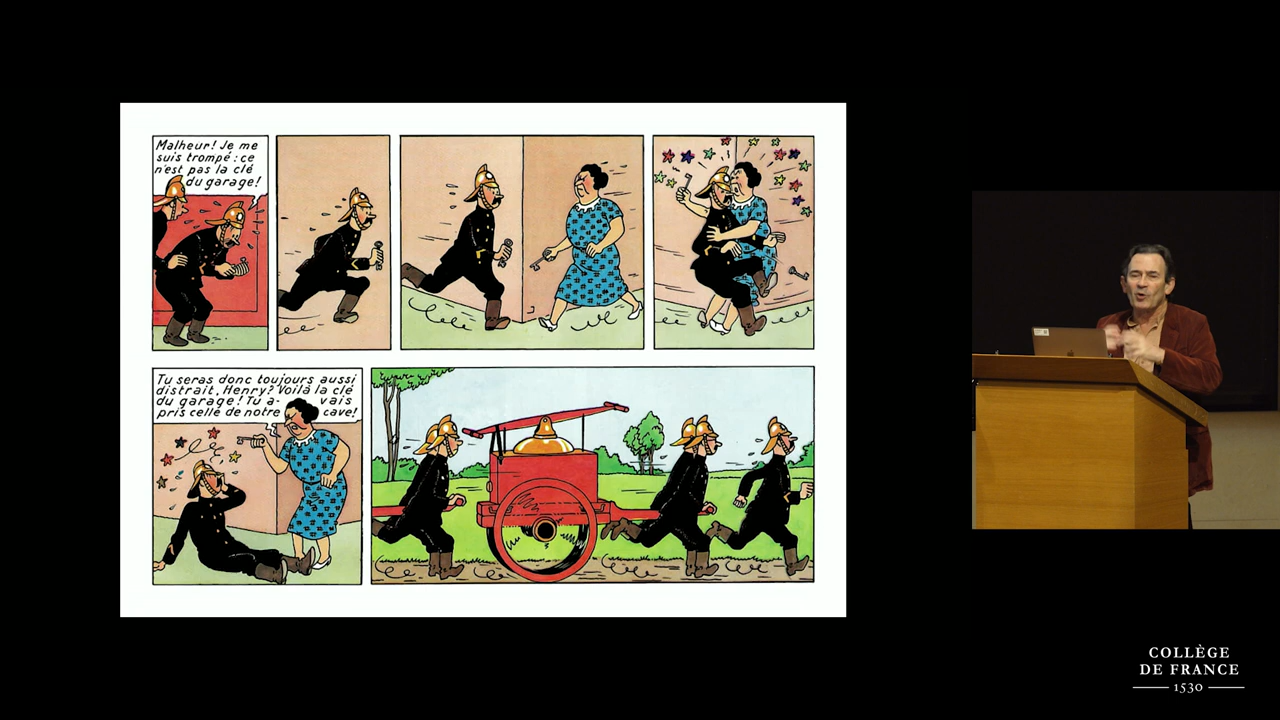 Malheur! Je me
suis trompé : ce
n'est pas la clé
du garage!
Tu seras donc toujours aussi
distrait, Henry? Voilà la clé
du garage! Tu a- vais
pris celle de notre cave!
COLLÈGE
DE FRANCE
1530